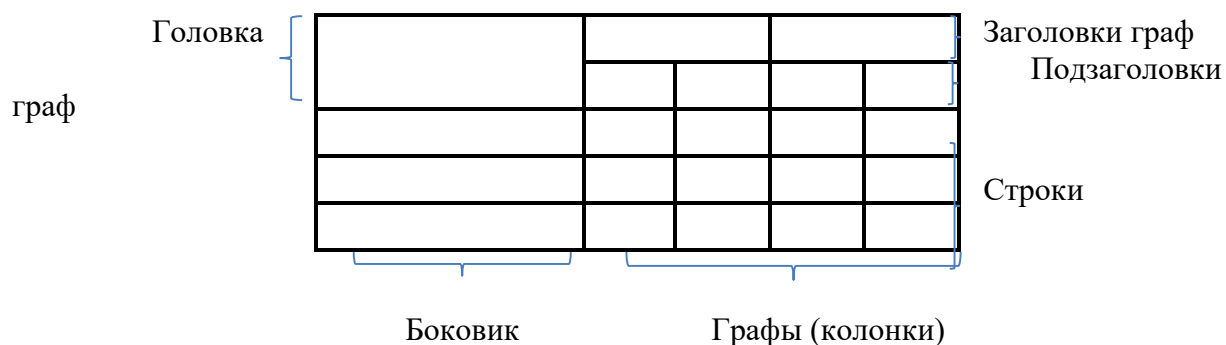 Головка
Заголовки граф
Подзаголовки
граф
Строки
Боковик
Графы (колонки)